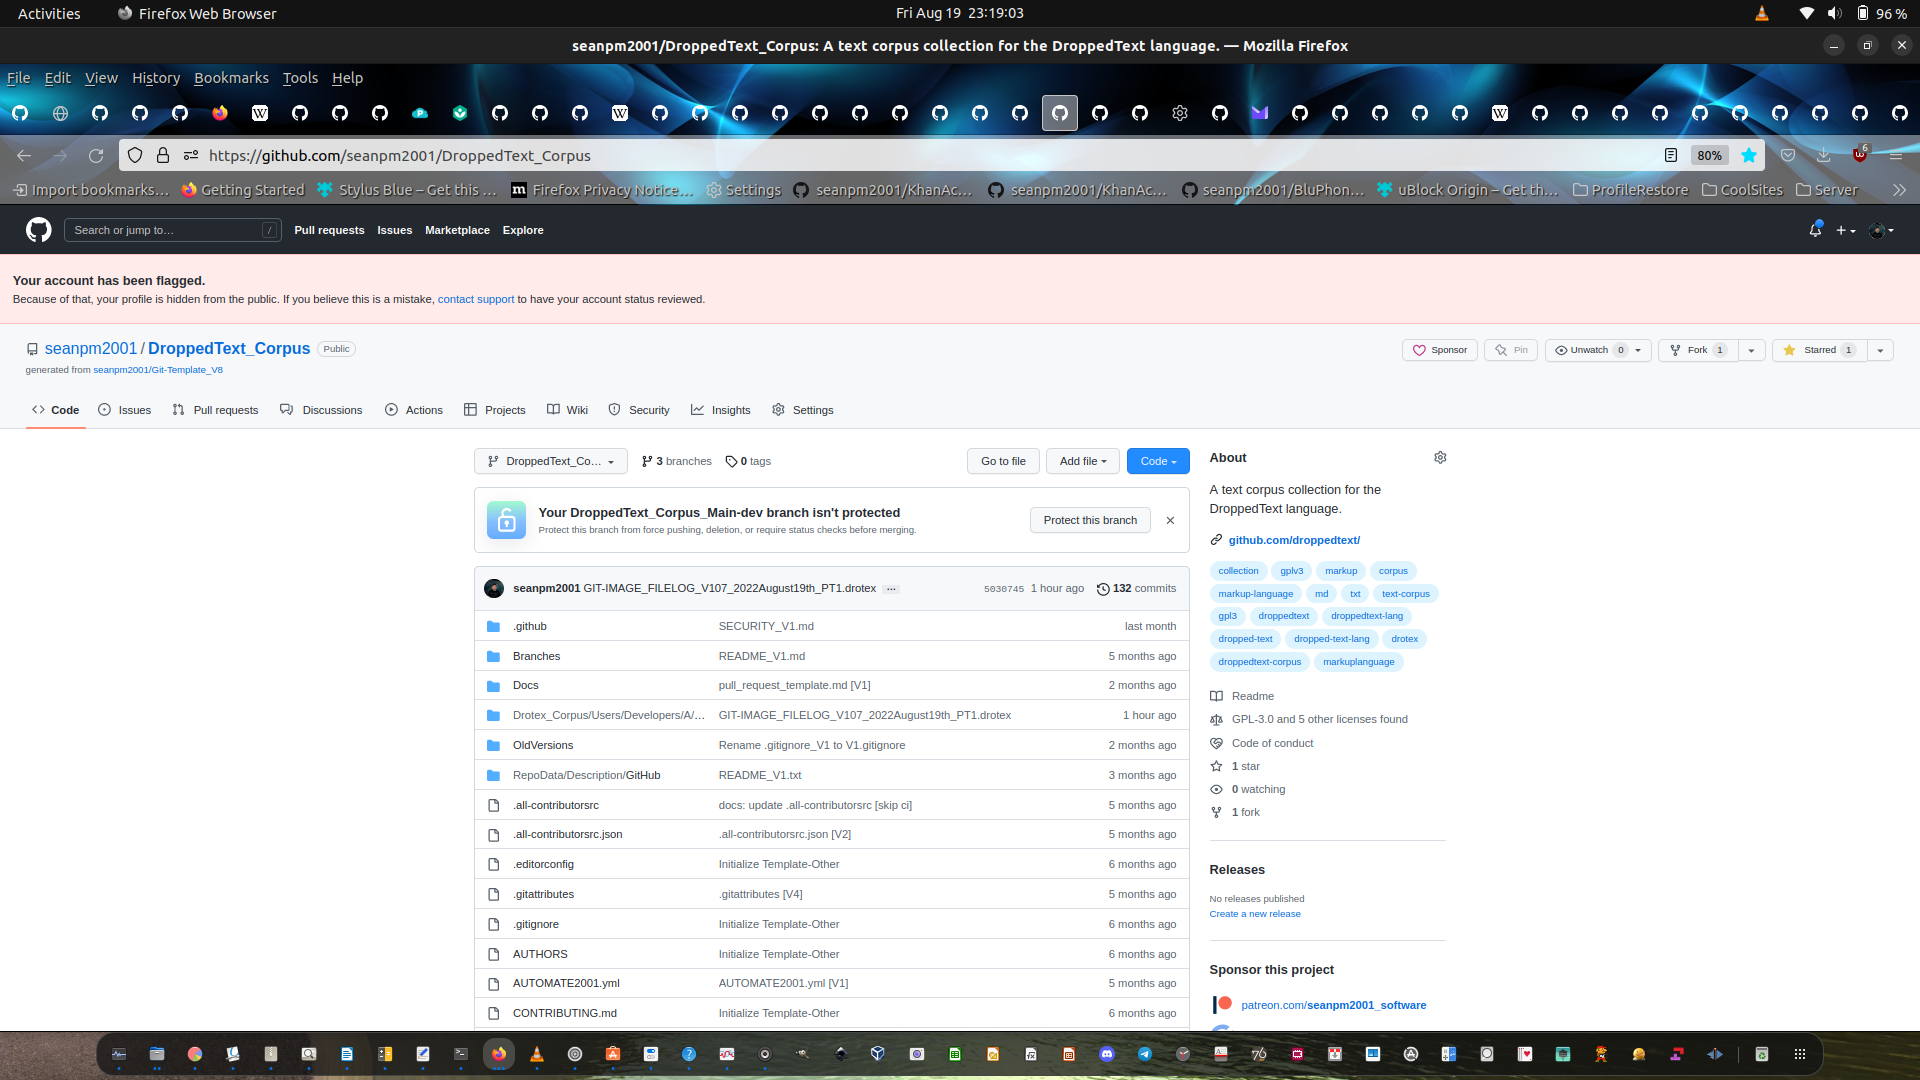 Activities
Firefox Web Browser
Fri Aug 19 23:19:03
96 %
seanpm2001/DroppedText_Corpus: A text corpus collection for the DroppedText language. — Mozilla Firefox
File Edit View History Bookmarks Tools Help
https://github.com/seanpm2001/DroppedText_Corpus
80%
6
Import bookmarks… Getting Started Stylus Blue – Get this … Firefox Privacy Notice… Settings seanpm2001/KhanAc… seanpm2001/KhanAc… seanpm2001/BluPhon… uBlock Origin – Get th… ProfileRestore CoolSites Server
Search or jump to… /
Pull requests Issues Marketplace Explore
Your account has been flagged.
Because of that, your profile is hidden from the public. If you believe this is a mistake, contact support to have your account status reviewed.
seanpm2001 / DroppedText_Corpus Public
generated from seanpm2001/Git-Template_V8
Sponsor Pin Unwatch 0 Fork 1 Starred 1
Code Issues Pull requests Discussions Actions Projects Wiki Security Insights Settings
DroppedText_Co… 3 branches 0 tags
Go to file Add file Code
Your DroppedText_Corpus_Main-dev branch isn't protected
Protect this branch from force pushing, deletion, or require status checks before merging.
Protect this branch
seanpm2001 GIT-IMAGE_FILELOG_V107_2022August19th_PT1.drotex … 5030745 1 hour ago 132 commits
.github SECURITY_V1.md last month
Branches README_V1.md 5 months ago
Docs pull_request_template.md [V1] 2 months ago
Drotex_Corpus/Users/Developers/A/… GIT-IMAGE_FILELOG_V107_2022August19th_PT1.drotex 1 hour ago
OldVersions Rename .gitignore_V1 to V1.gitignore 2 months ago
RepoData/Description/GitHub README_V1.txt 3 months ago
.all-contributorsrc docs: update .all-contributorsrc [skip ci] 5 months ago
.all-contributorsrc.json .all-contributorsrc.json [V2] 5 months ago
.editorconfig Initialize Template-Other 6 months ago
.gitattributes .gitattributes [V4] 5 months ago
.gitignore Initialize Template-Other 6 months ago
AUTHORS Initialize Template-Other 6 months ago
AUTOMATE2001.yml AUTOMATE2001.yml [V1] 5 months ago
CONTRIBUTING.md Initialize Template-Other 6 months ago
About
A text corpus collection for the
DroppedText language.
github.com/droppedtext/
collection gplv3 markup corpus
markup-language md txt text-corpus
gpl3 droppedtext droppedtext-lang
dropped-text dropped-text-lang drotex
droppedtext-corpus markuplanguage
Readme
GPL-3.0 and 5 other licenses found
Code of conduct
1 star
0 watching
1 fork
Releases
No releases published
Create a new release
Sponsor this project
patreon.com/seanpm2001_software